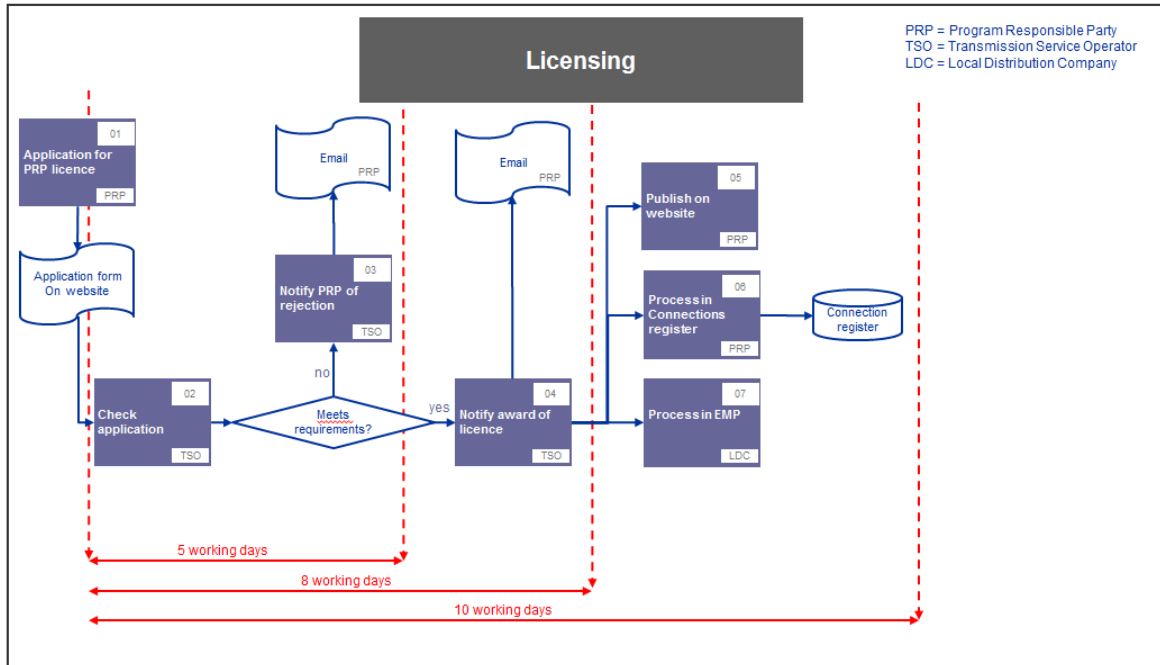 Licensing
PRP = Program Responsible Party
TSO = Transmission Service Operator
LDC = Local Distribution Company
01
Application for
PRP licence
PRP
Application form
On website
02
Check
application
TSO
Meets
requirements?
no
03
Notify PRP of
rejection
TSO
Email
PRP
yes
04
Notify award of
licence
TSO
Email
PRP
05
Publish on
website
PRP
06
Process in
Connections
register
PRP
Connection
register
07
Process in EMP
LDC
5 working days
8 working days
10 working days